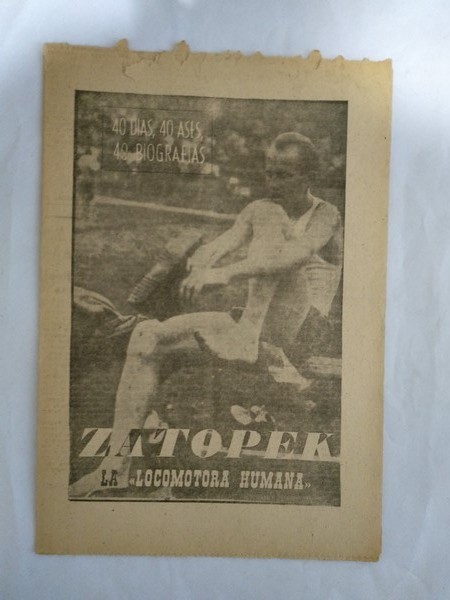 40 DIAS, 40 ASES,
40 BIOGRAFIAS
ZATOPEK
LA «LOCOMOTORA HUMANA»